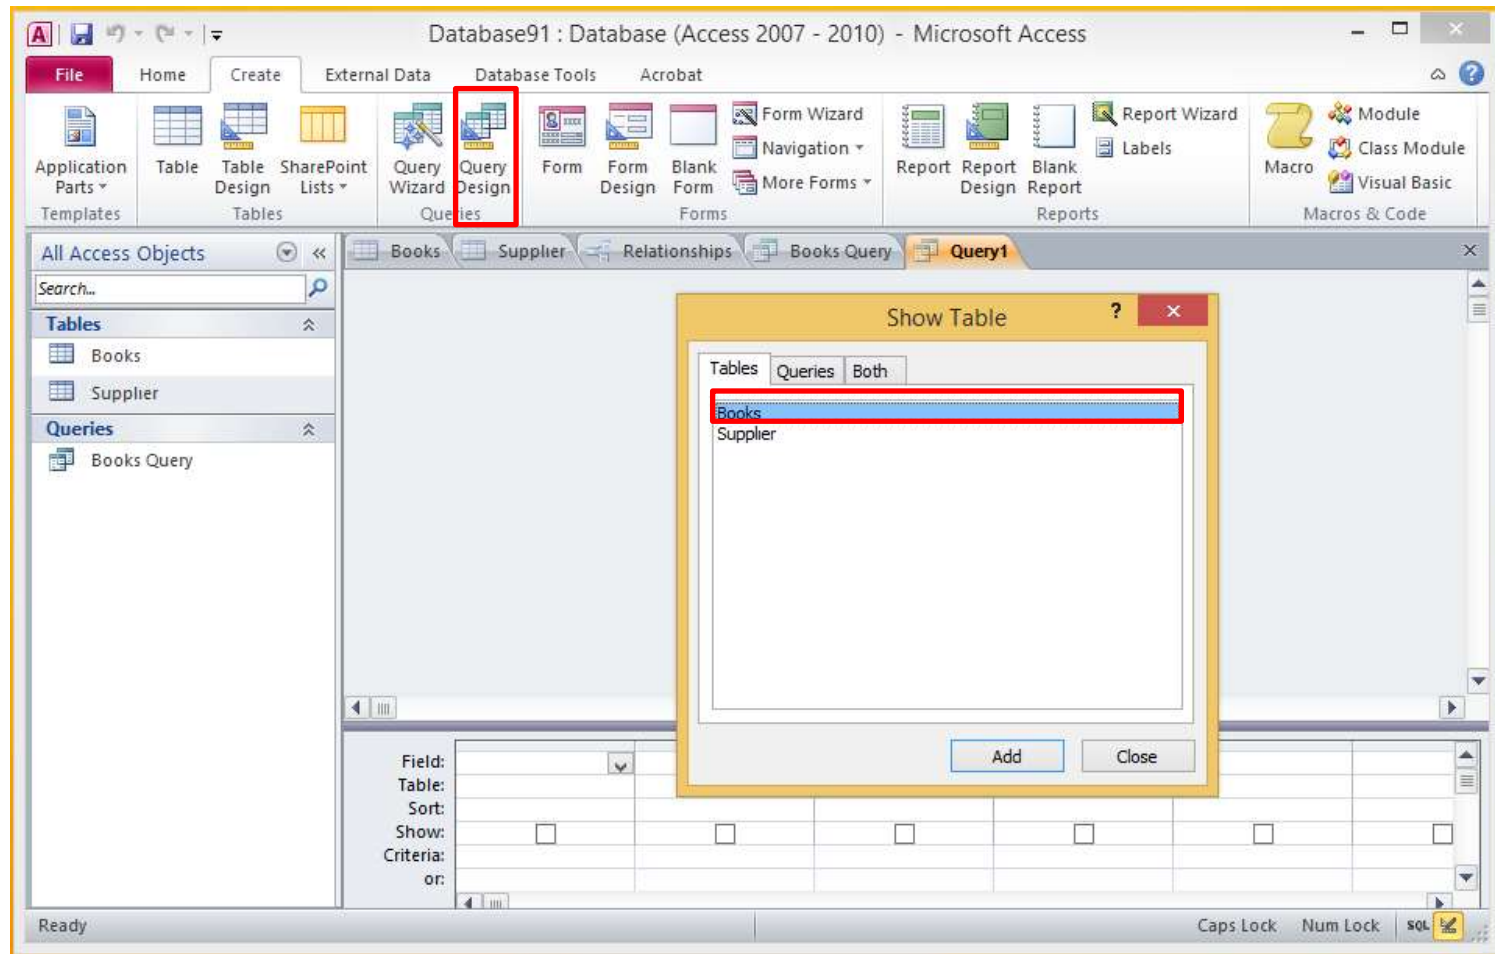 Database91 : Database (Access 2007 - 2010) - Microsoft Access
File Home Create External Data Database Tools Acrobat
Application Parts
Table
Table Design
SharePoint Lists
Query Wizard
Query Design
Form
Form Design
Blank Form
Form Wizard
Navigation
More Forms
Report
Report Design
Blank Report
Report Wizard
Labels
Macro
Module
Class Module
Visual Basic
Templates Tables Queries Forms Reports Macros & Code
All Access Objects
Books Supplier Relationships Books Query Query1
Search...
Tables
Books
Supplier
Queries
Books Query
Show Table
Tables Queries Both
Books
Supplier
Add Close
Field:
Table:
Sort:
Show:
Criteria:
or:
Ready Caps Lock Num Lock SQL